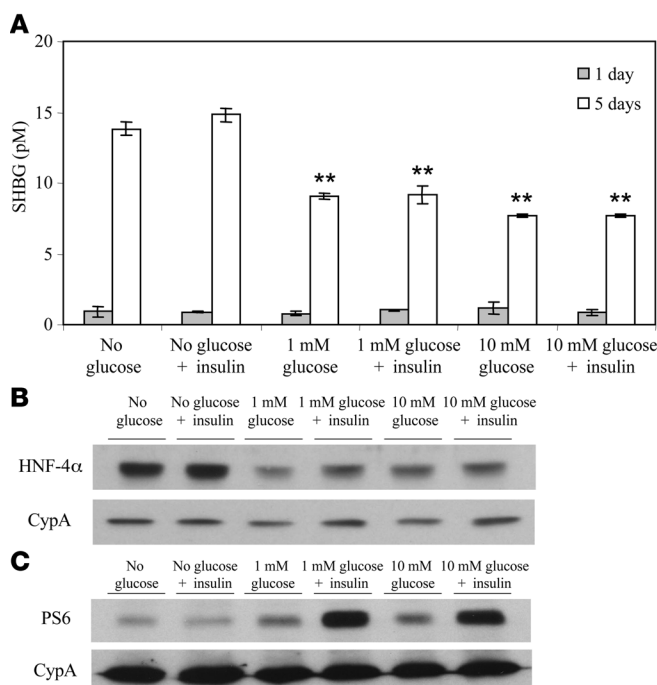 A
20
15
10
5
0
SHBG (pM)
1 day
5 days
**
**
**
**
No
glucose
No glucose
+ insulin
1 mM
glucose
1 mM glucose
+ insulin
10 mM
glucose
10 mM glucose
+ insulin
B
No
glucose
No glucose
+ insulin
1 mM
glucose
1 mM glucose
+ insulin
10 mM
glucose
10 mM glucose
+ insulin
HNF-4α
CypA
C
No
glucose
No glucose
+ insulin
1 mM
glucose
1 mM glucose
+ insulin
10 mM
glucose
10 mM glucose
+ insulin
PS6
CypA